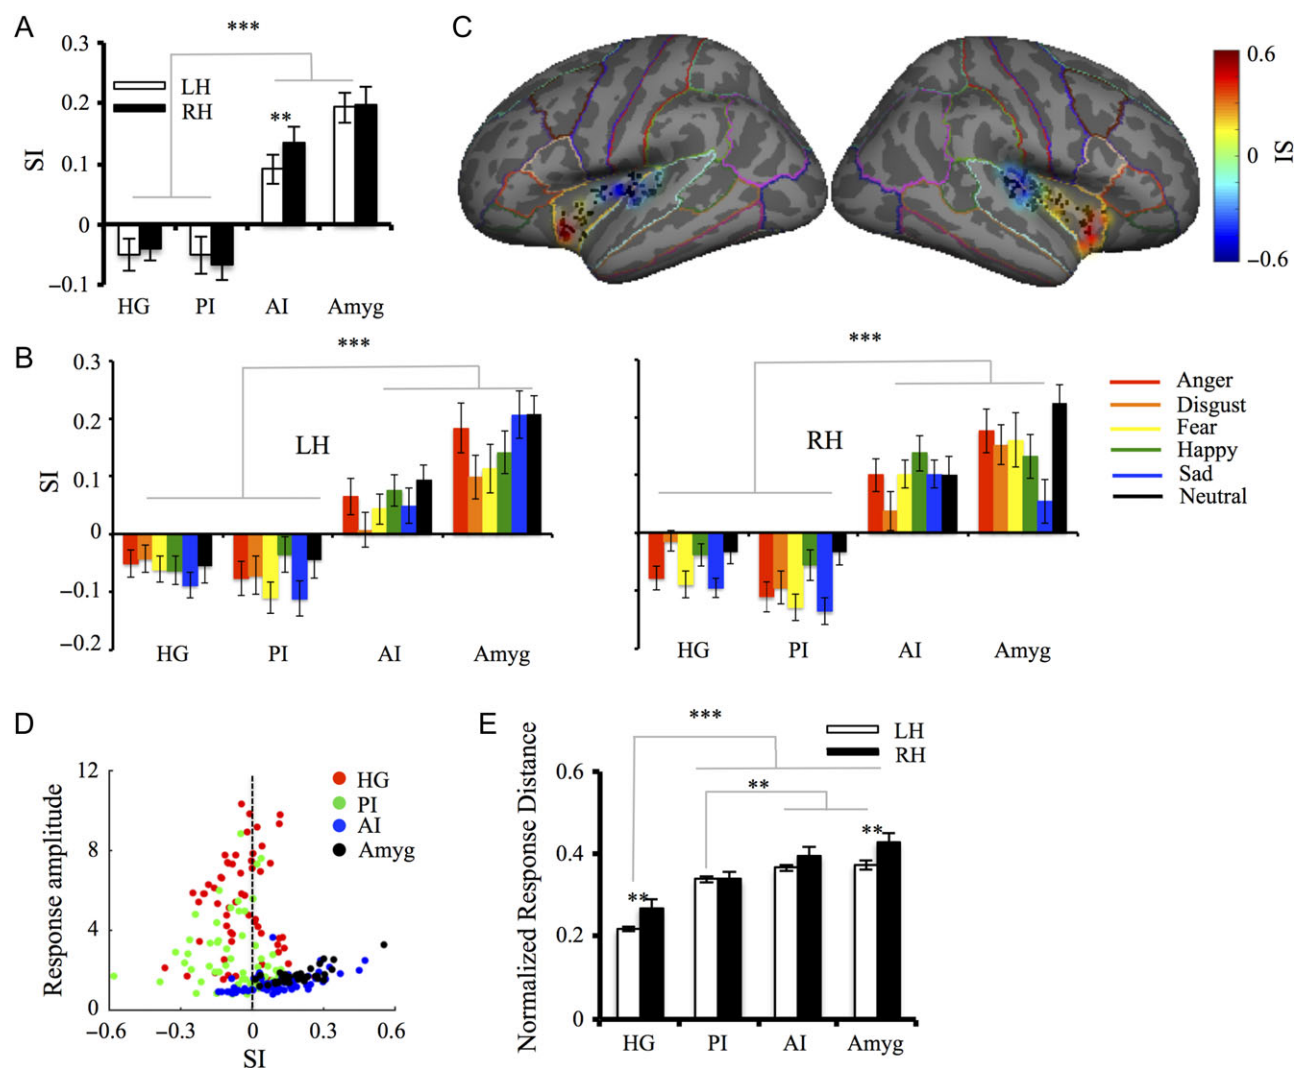 A
***
0.3
0.2
0.1
0
–0.1
SI
LH
RH
**
HG
PI
AI
Amyg
C
0.6
0
–0.6
SI
B
***
0.3
0.2
0.1
0
–0.1
–0.2
SI
LH
HG
PI
AI
Amyg
***
RH
HG
PI
AI
Amyg
Anger
Disgust
Fear
Happy
Sad
Neutral
D
Response amplitude
12
8
4
0
–0.6
–0.3
0
0.3
0.6
SI
HG
PI
AI
Amyg
E
Normalized Response Distance
***
LH
RH
0.6
0.4
0.2
0
**
**
**
HG
PI
AI
Amyg